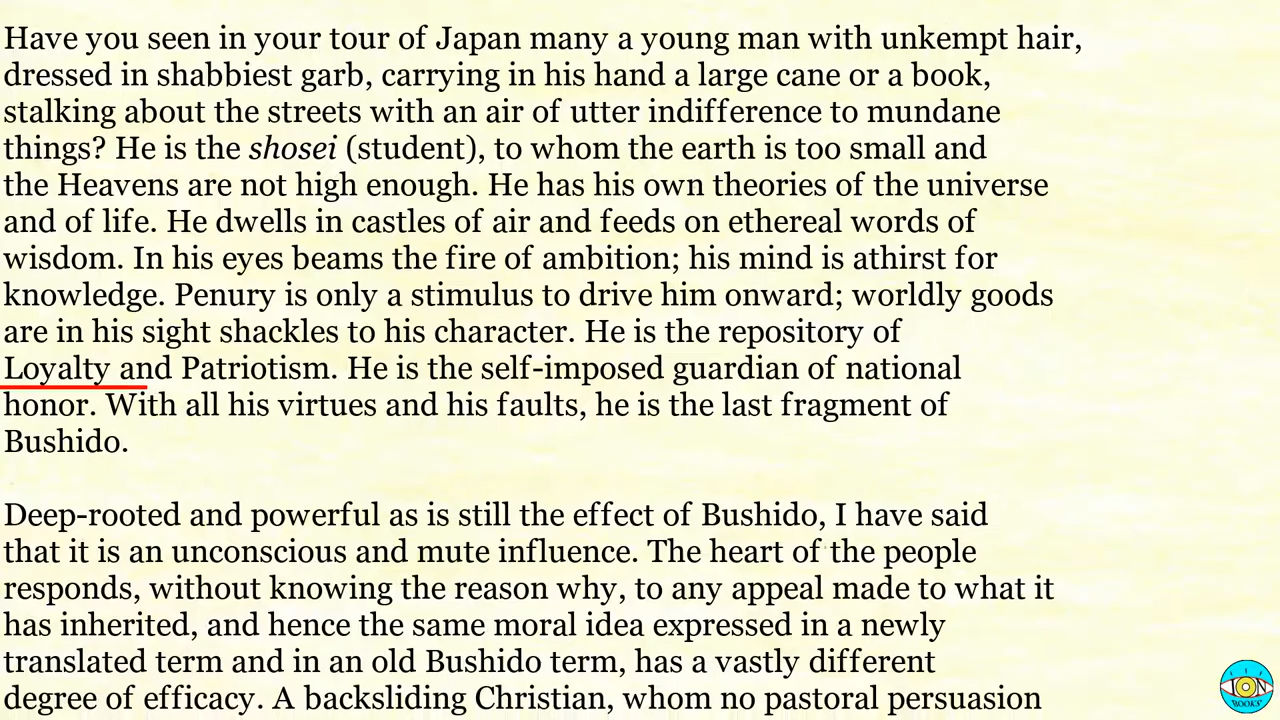 Have you seen in your tour of Japan many a young man with unkempt hair,
dressed in shabbiest garb, carrying in his hand a large cane or a book,
stalking about the streets with an air of utter indifference to mundane
things? He is the shosei (student), to whom the earth is too small and
the Heavens are not high enough. He has his own theories of the universe
and of life. He dwells in castles of air and feeds on ethereal words of
wisdom. In his eyes beams the fire of ambition; his mind is athirst for
knowledge. Penury is only a stimulus to drive him onward; worldly goods
are in his sight shackles to his character. He is the repository of
Loyalty and Patriotism. He is the self-imposed guardian of national
honor. With all his virtues and his faults, he is the last fragment of
Bushido.
Deep-rooted and powerful as is still the effect of Bushido, I have said
that it is an unconscious and mute influence. The heart of the people
responds, without knowing the reason why, to any appeal made to what it
has inherited, and hence the same moral idea expressed in a newly
translated term and in an old Bushido term, has a vastly different
degree of efficacy. A backsliding Christian, whom no pastoral persuasion
ION
BOOKS